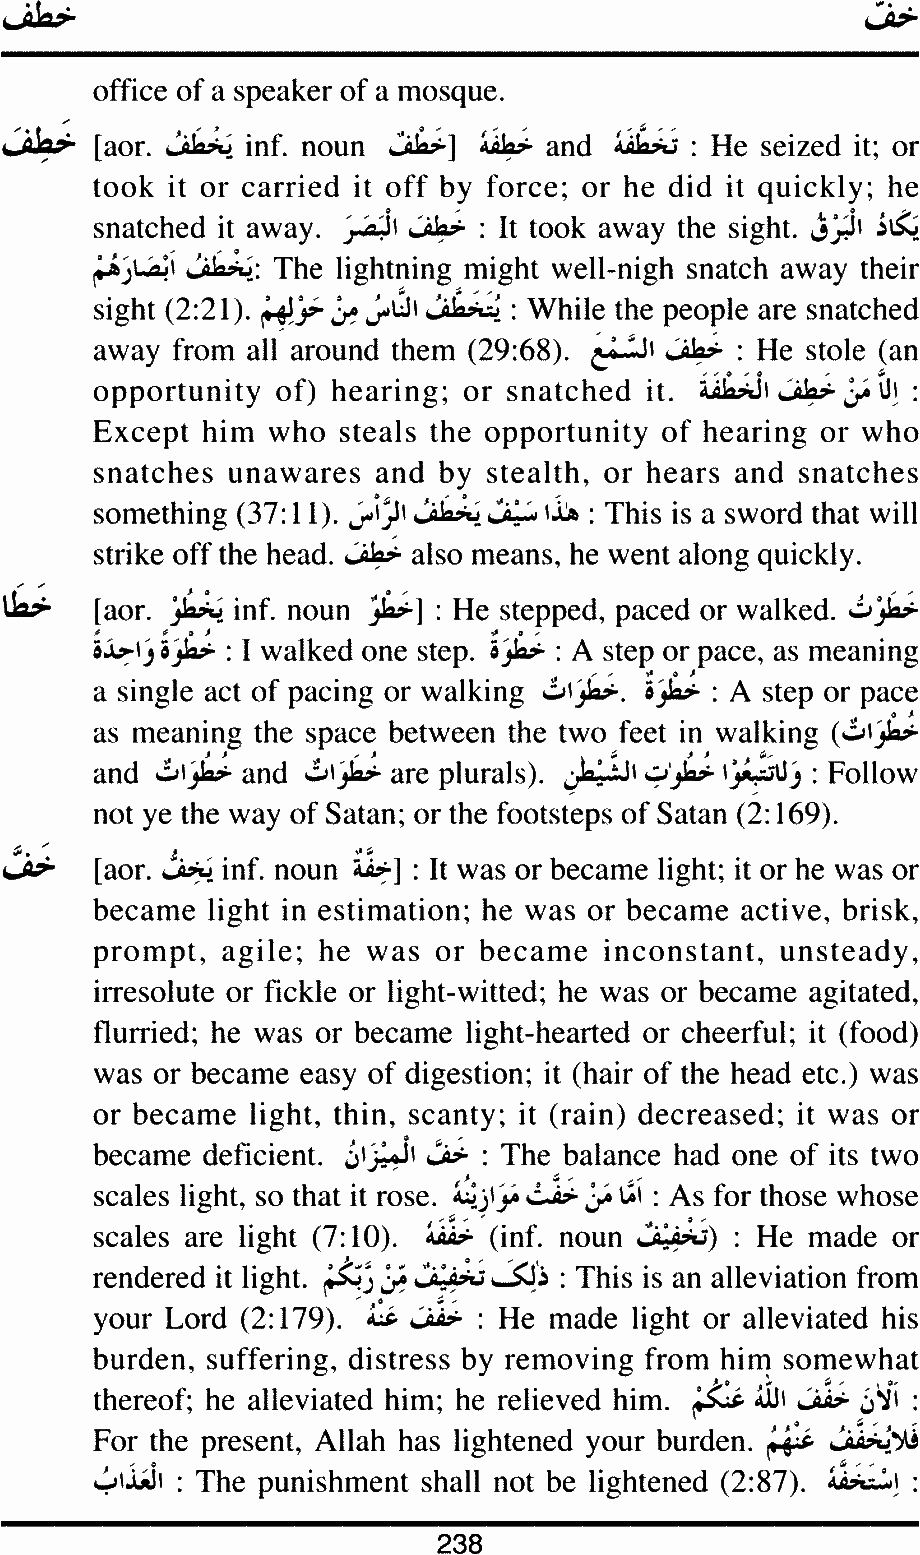 خطف خفّ
office of a speaker of a mosque.
خَطِفَ [aor. يَخْطَفُ inf. noun خَطْفٌ] خَطِفَهٗ and تَخَطَّفَهٗ : He seized it; or
took it or carried it off by force; or he did it quickly; he
snatched it away. خَطِفَ الْبَصَرَ : It took away the sight. يَكَادُ الْبَرْقُ
يَخْطَفُ اَبْصَارَهُمْ: The lightning might well-nigh snatch away their
sight (2:21). يُتَخَطَّفُ النَّاسُ مِنْ حَوْلِهِمْ : While the people are snatched
away from all around them (29:68). خَطِفَ السَّمْعَ : He stole (an
opportunity of) hearing; or snatched it. اِلاَّ مَنْ خَطِفَ الْخَطْفَةَ :
Except him who steals the opportunity of hearing or who
snatches unawares and by stealth, or hears and snatches
something (37:11). هٰذَا سَيْفٌ يَخْطَفُ الرَّأْسَ : This is a sword that will
strike off the head. خَطِفَ also means, he went along quickly.
خَطَا [aor. يَخْطُوْ inf. noun خَطْوٌ] : He stepped, paced or walked. خَطَوْتُ
خَطْوَةً وَاحِدَةً : I walked one step. خَطْوَةٌ : A step or pace, as meaning
a single act of pacing or walking خَطَوَاتٌ. خُطْوَةٌ : A step or pace
as meaning the space between the two feet in walking (خُطُوَاتٌ
and خُطَوَاتٌ and خُطْوَاتٌ are plurals). وَلاَتَتَّبِعُوْا خُطُوٰتِ الشَّيْطٰنِ : Follow
not ye the way of Satan; or the footsteps of Satan (2:169).
خَفَّ [aor. يَخِفُّ inf. noun خِفَّةٌ] : It was or became light; it or he was or
became light in estimation; he was or became active, brisk,
prompt, agile; he was or became inconstant, unsteady,
irresolute or fickle or light-witted; he was or became agitated,
flurried; he was or became light-hearted or cheerful; it (food)
was or became easy of digestion; it (hair of the head etc.) was
or became light, thin, scanty; it (rain) decreased; it was or
became deficient. خَفَّ الْمِيْزَانُ : The balance had one of its two
scales light, so that it rose. اَمَّا مَنْ خَفَّتْ مَوَازِيْنُهٗ : As for those whose
scales are light (7:10). خَفَّفَهٗ (inf. noun تَخْفِيْفٌ) : He made or
rendered it light. ذٰلِكَ تَخْفِيْفٌ مِّنْ رَّبِّكُمْ : This is an alleviation from
your Lord (2:179). خَفَّفَ عَنْهُ : He made light or alleviated his
burden, suffering, distress by removing from him somewhat
thereof; he alleviated him; he relieved him. اَلْاٰنَ خَفَّفَ اللّٰهُ عَنْكُمْ :
For the present, Allah has lightened your burden. فَلاَيُخَفَّفُ عَنْهُمُ
الْعَذَابُ : The punishment shall not be lightened (2:87). اِسْتَخَفَّهٗ :
238